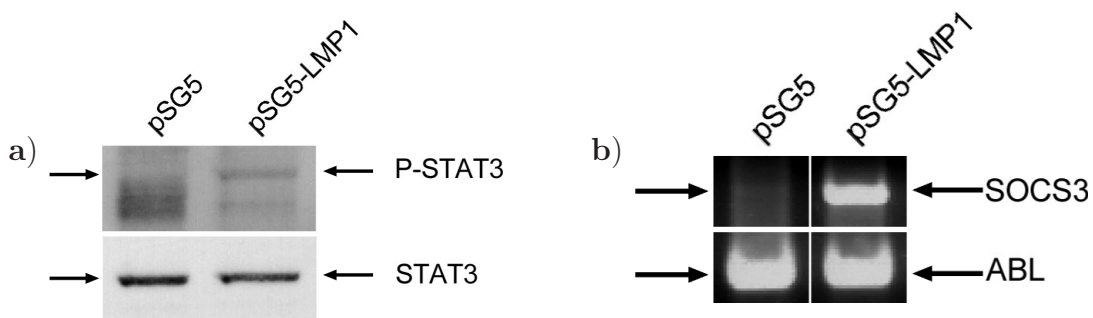 a)
pSG5
pSG5-LMP1
P-STAT3
STAT3
b)
pSG5
pSG5-LMP1
SOCS3
ABL